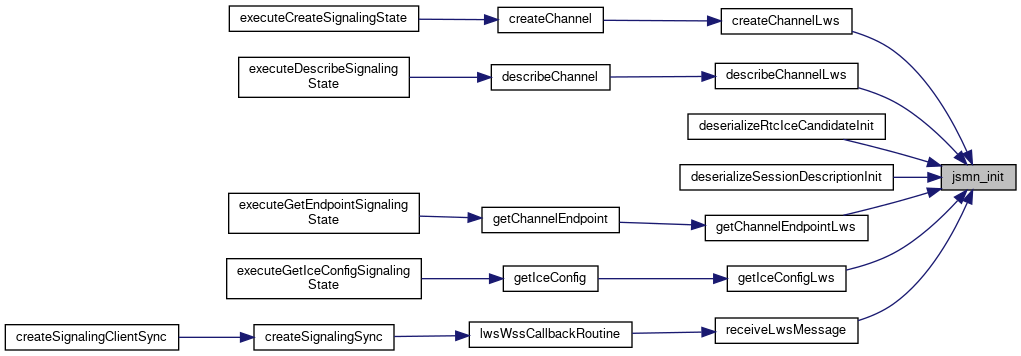 executeCreateSignalingState
createChannel
createChannelLws
executeDescribeSignaling
State
describeChannel
describeChannelLws
deserializeRtcIceCandidateInit
deserializeSessionDescriptionInit
jsmn_init
executeGetEndpointSignaling
State
getChannelEndpoint
getChannelEndpointLws
executeGetIceConfigSignaling
State
getIceConfig
getIceConfigLws
createSignalingClientSync
createSignalingSync
lwsWssCallbackRoutine
receiveLwsMessage